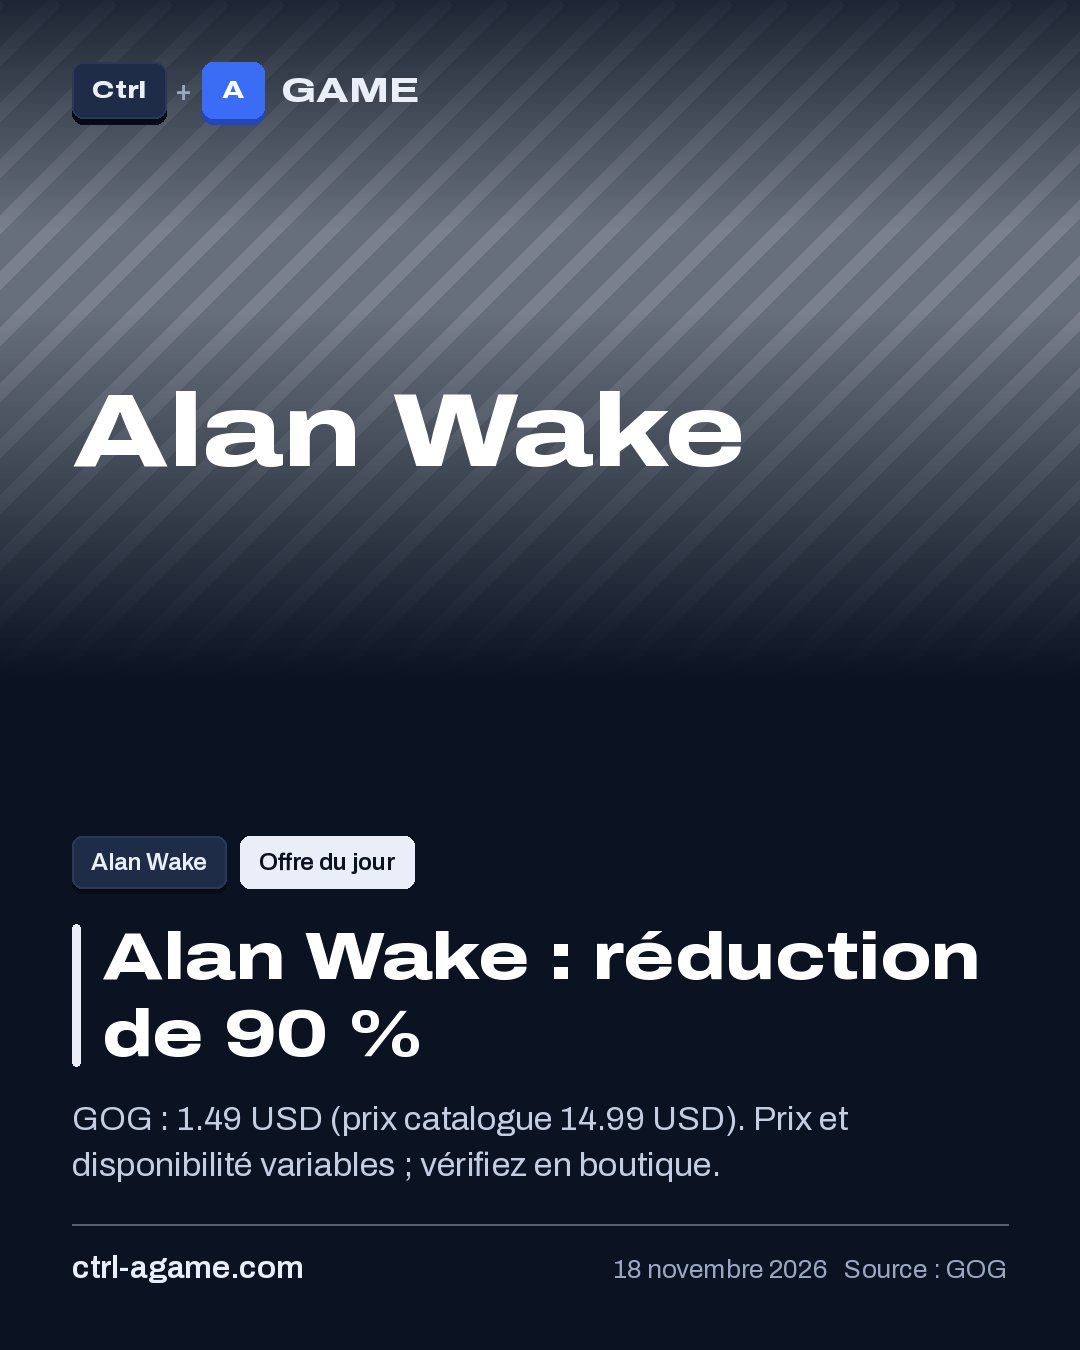 Ctrl + A GAME
Alan Wake
Alan Wake
Offre du jour
Alan Wake : réduction
de 90 %
GOG : 1.49 USD (prix catalogue 14.99 USD). Prix et
disponibilité variables ; vérifiez en boutique.
ctrl-agame.com
18 novembre 2026 Source : GOG